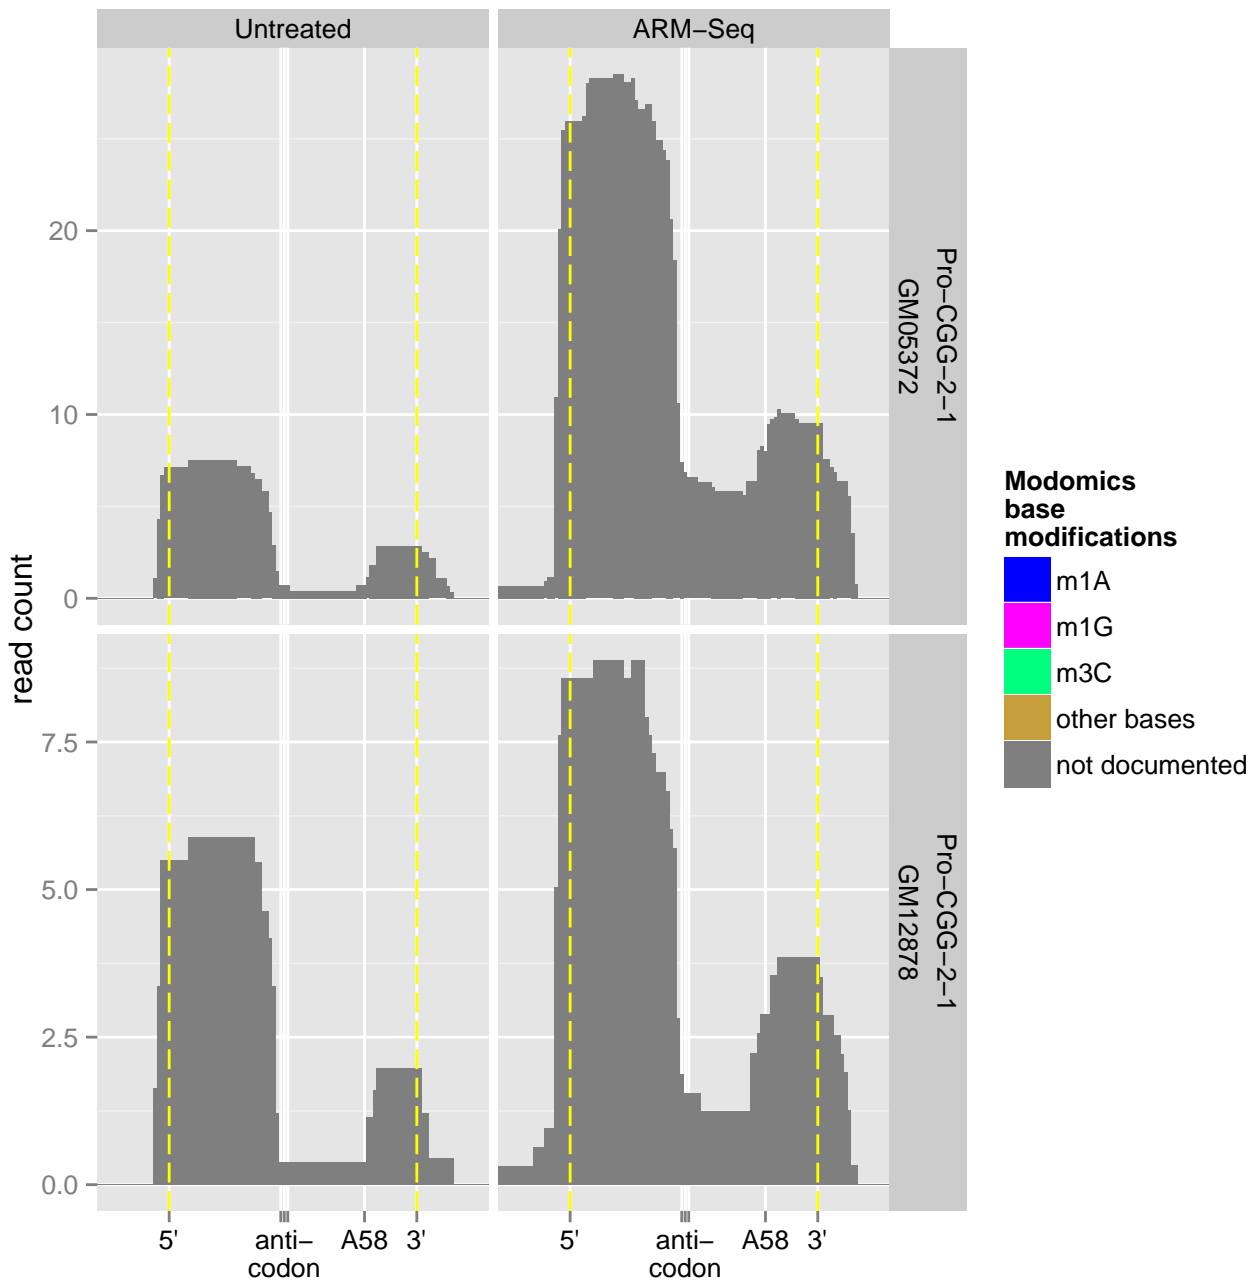 Untreated
ARM−Seq
read count
20
10
0
Pro−CGG−2−1
GM05372
7.5
5.0
2.5
0.0
Pro−CGG−2−1
GM12878
5'
anti−
codon
A58
3'
5'
anti−
codon
A58
3'
Modomics
base
modifications
m1A
m1G
m3C
other bases
not documented